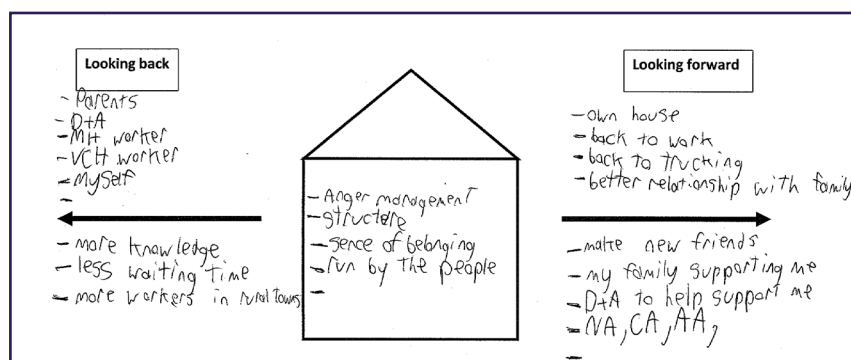 Looking back
- Parents
- D+A
- MH worker
- VCH worker
- Myself
-
- more knowledge
- less waiting time
- more workers in rural towns
- Anger management
- structure
- sence of belonging
- run by the people
-
Looking forward
- own house
- back to work
- back to trucking
- better relationship with family
- make new friends
- my family supporting me
- D+A to help support me
- NA, CA, AA,
-